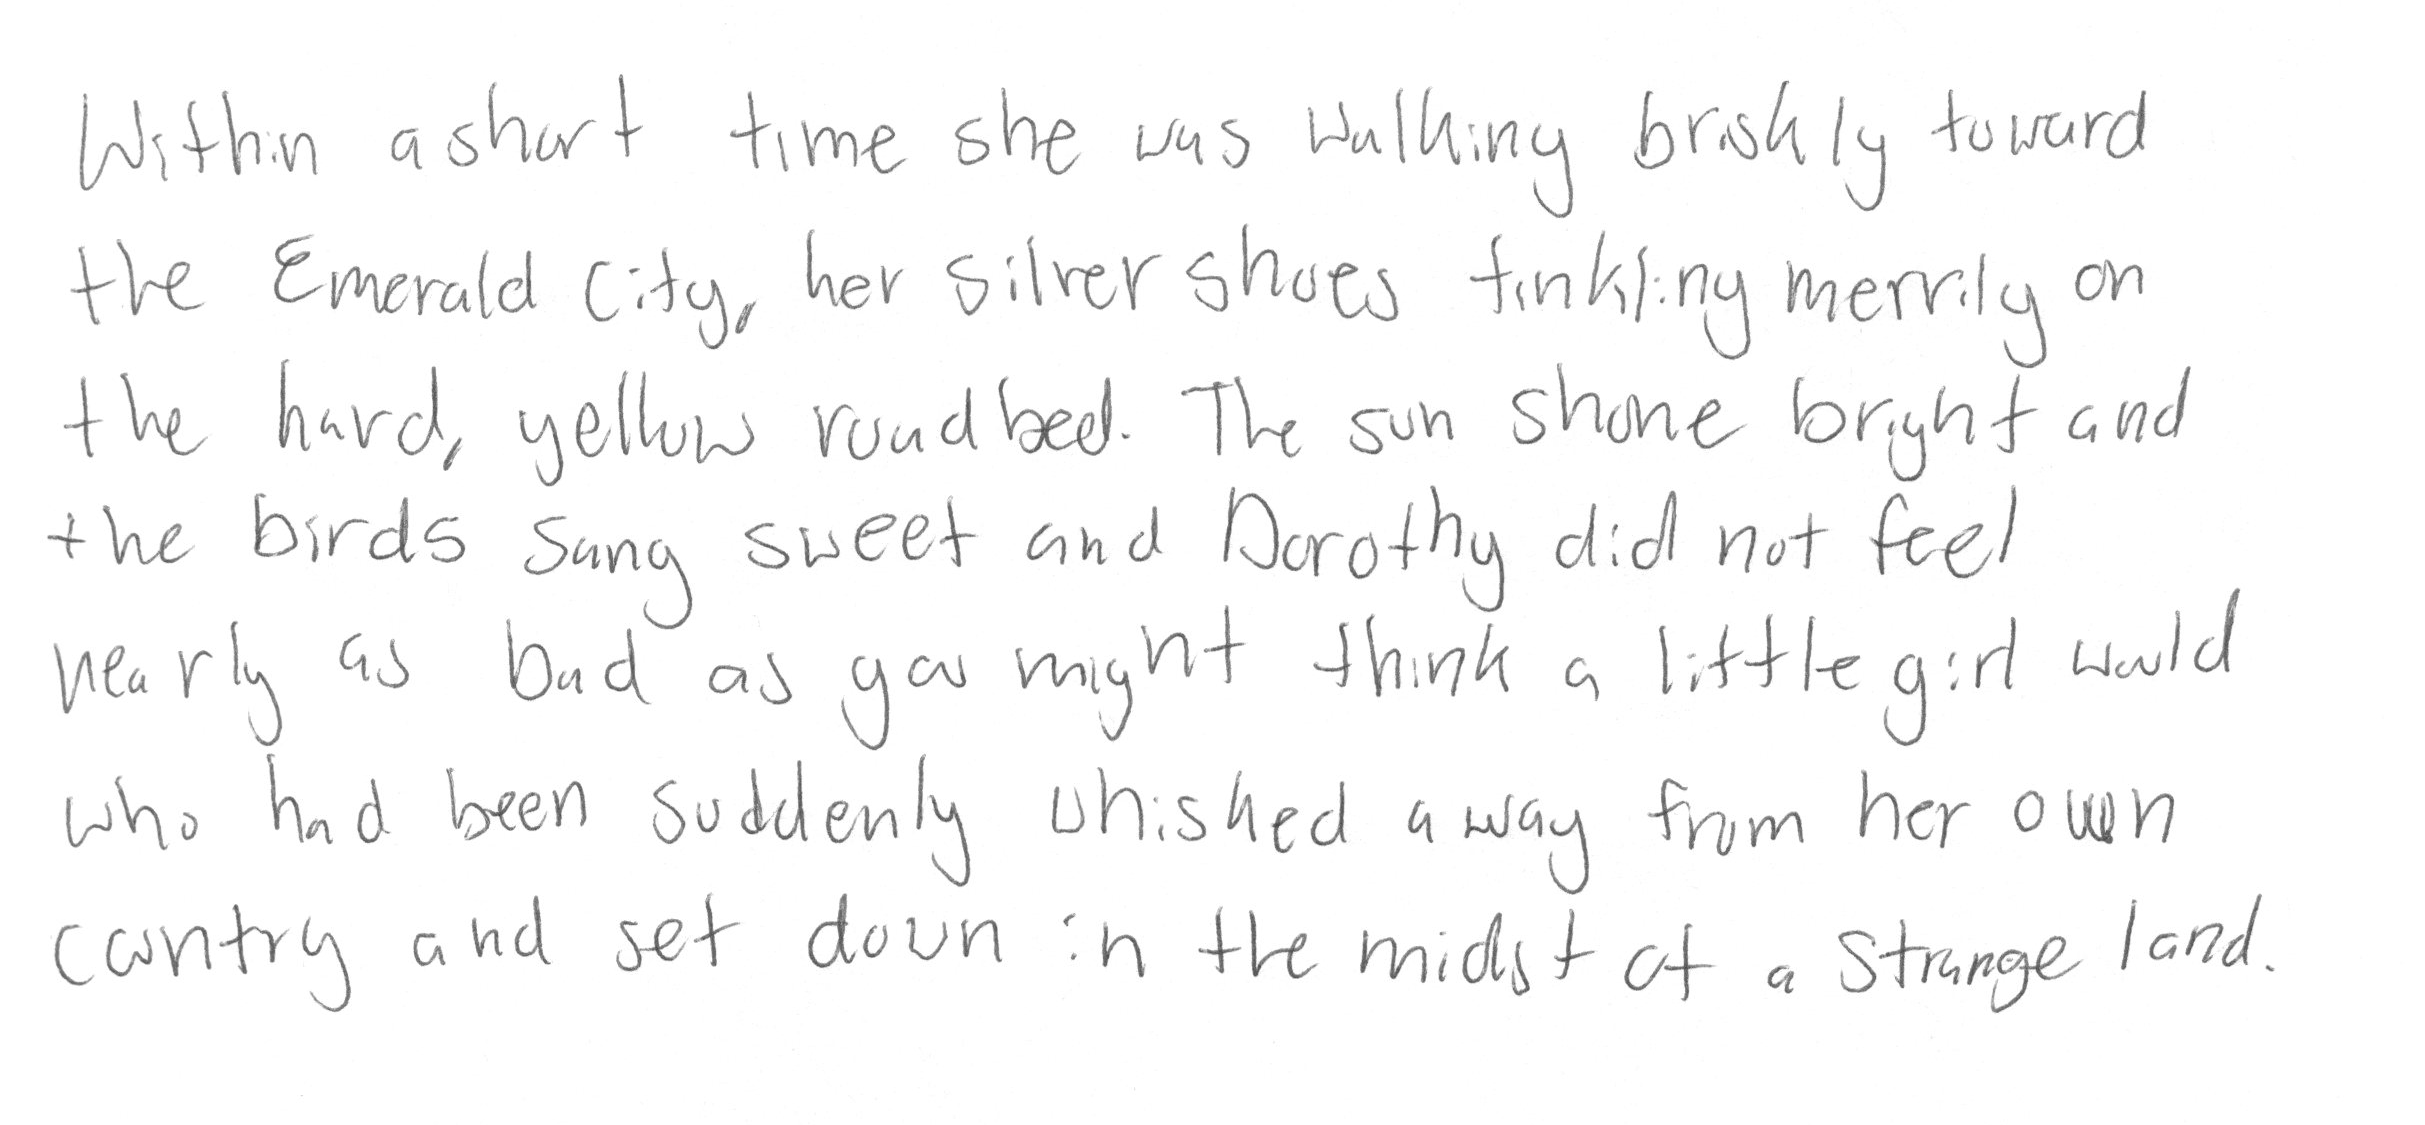 Within a short time she was walking briskly toward
the Emerald City, her silver shoes tinkling merrily on
the hard, yellow roadbed. The sun shone bright and
the birds sang sweet and Dorothy did not feel
nearly as bad as you might think a little girl would
who had been suddenly whisked away from her own
country and set down in the midst of a strange land.